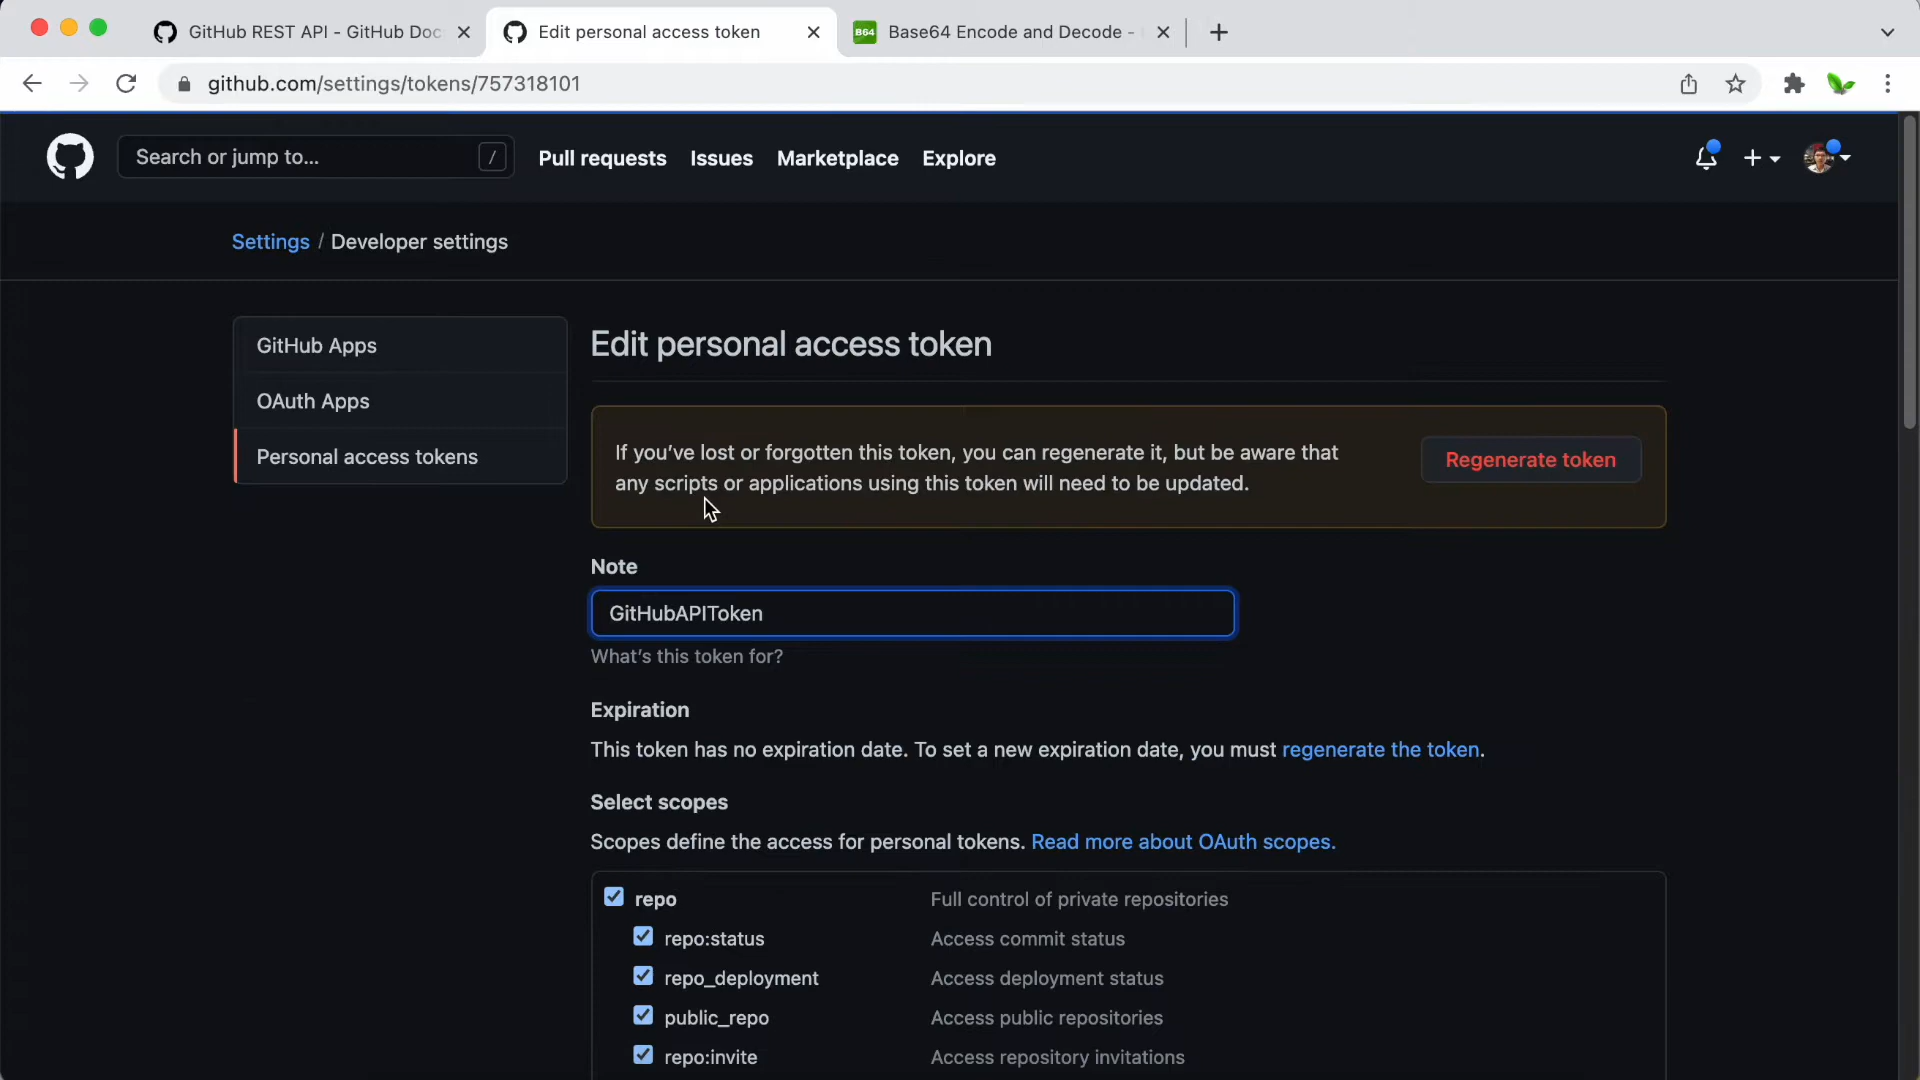 GitHub REST API - GitHub Doc
Edit personal access token
B64 Base64 Encode and Decode -
github.com/settings/tokens/757318101
Search or jump to... /
Pull requests Issues Marketplace Explore
Settings / Developer settings
GitHub Apps
OAuth Apps
Personal access tokens
Edit personal access token
If you’ve lost or forgotten this token, you can regenerate it, but be aware that
any scripts or applications using this token will need to be updated.
Regenerate token
Note
GitHubAPIToken
What’s this token for?
Expiration
This token has no expiration date. To set a new expiration date, you must regenerate the token.
Select scopes
Scopes define the access for personal tokens. Read more about OAuth scopes.
repo Full control of private repositories
repo:status Access commit status
repo_deployment Access deployment status
public_repo Access public repositories
repo:invite Access repository invitations